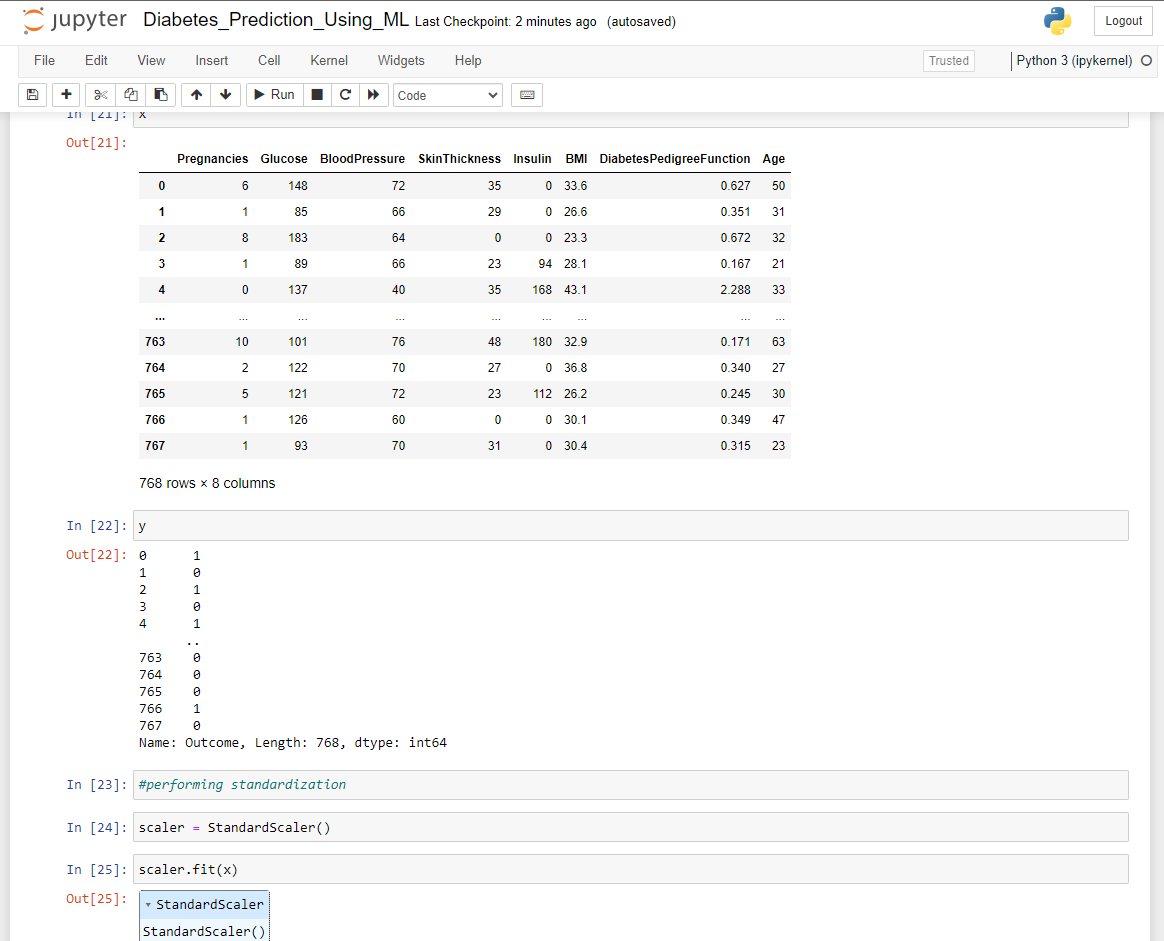 jupyter Diabetes_Prediction_Using_ML Last Checkpoint: 2 minutes ago (autosaved) Logout
File Edit View Insert Cell Kernel Widgets Help Trusted Python 3 (ipykernel)
Run Code
In [21]: x
Out[21]:
Pregnancies Glucose BloodPressure SkinThickness Insulin BMI DiabetesPedigreeFunction Age
0 6 148 72 35 0 33.6 0.627 50
1 1 85 66 29 0 26.6 0.351 31
2 8 183 64 0 0 23.3 0.672 32
3 1 89 66 23 94 28.1 0.167 21
4 0 137 40 35 168 43.1 2.288 33
... ... ... ... ... ... ... ... ...
763 10 101 76 48 180 32.9 0.171 63
764 2 122 70 27 0 36.8 0.340 27
765 5 121 72 23 112 26.2 0.245 30
766 1 126 60 0 0 30.1 0.349 47
767 1 93 70 31 0 30.4 0.315 23
768 rows × 8 columns
In [22]: y
Out[22]: 0 1
1 0
2 1
3 0
4 1
..
763 0
764 0
765 0
766 1
767 0
Name: Outcome, Length: 768, dtype: int64
In [23]: #performing standardization
In [24]: scaler = StandardScaler()
In [25]: scaler.fit(x)
Out[25]: StandardScaler
StandardScaler()